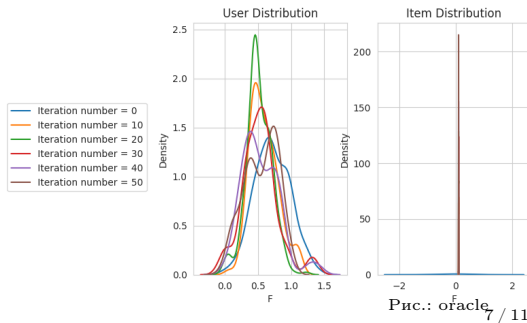 User Distribution
Item Distribution
Iteration number = 0
Iteration number = 10
Iteration number = 20
Iteration number = 30
Iteration number = 40
Iteration number = 50
Density
2.5
2.0
1.5
1.0
0.5
0.0
0.0 0.5 1.0 1.5
F
Density
200
150
100
50
0
−2 0 2
F
Рис.: oracle
7 / 11